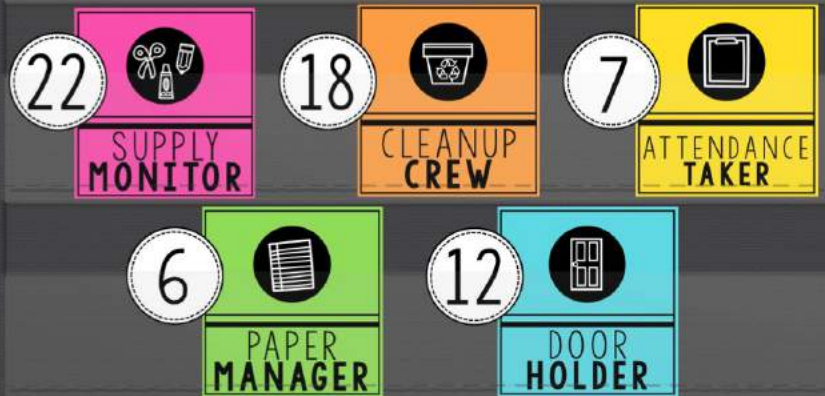 22
SUPPLY
MONITOR
18
CLEANUP
CREW
7
ATTENDANCE
TAKER
6
PAPER
MANAGER
12
DOOR
HOLDER